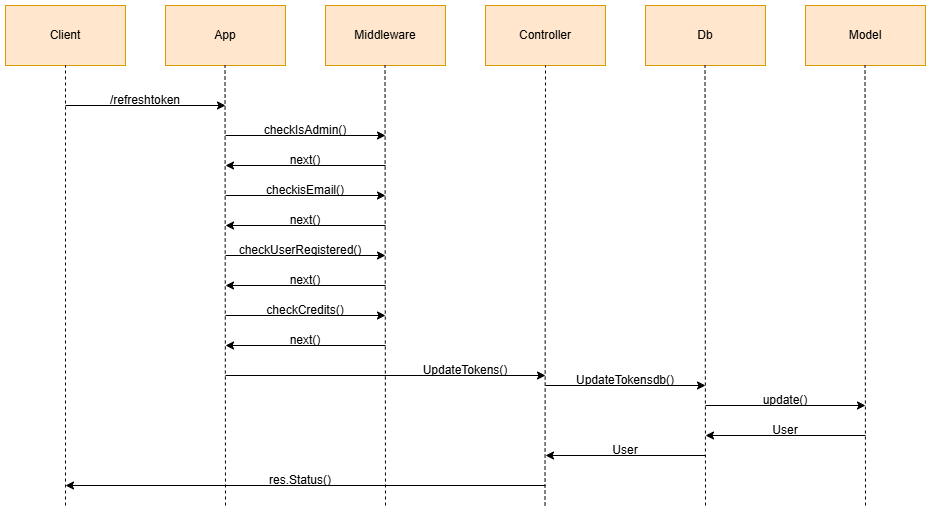 Client
App
Middleware
Controller
Db
Model
/refreshtoken
checkIsAdmin()
next()
checkisEmail()
next()
checkUserRegistered()
next()
checkCredits()
next()
UpdateTokens()
UpdateTokensdb()
update()
User
User
res.Status()